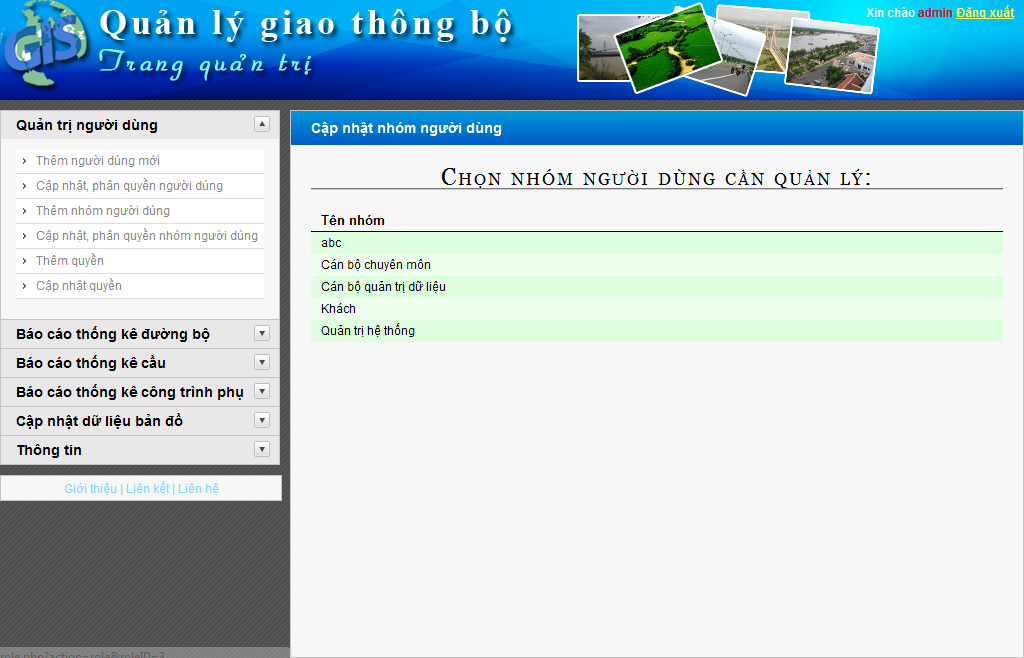 GIS
Quản lý giao thông bộ
Trang quản trị
Xin chào admin Đăng xuất
Quản trị người dùng
Thêm người dùng mới
Cập nhật, phân quyền người dùng
Thêm nhóm người dùng
Cập nhật, phân quyền nhóm người dùng
Thêm quyền
Cập nhật quyền
Báo cáo thống kê đường bộ
Báo cáo thống kê cầu
Báo cáo thống kê công trình phụ
Cập nhật dữ liệu bản đồ
Thông tin
Giới thiệu | Liên kết | Liên hệ
Cập nhật nhóm người dùng
Chọn nhóm người dùng cần quản lý:
Tên nhóm
abc
Cán bộ chuyên môn
Cán bộ quản trị dữ liệu
Khách
Quản trị hệ thống